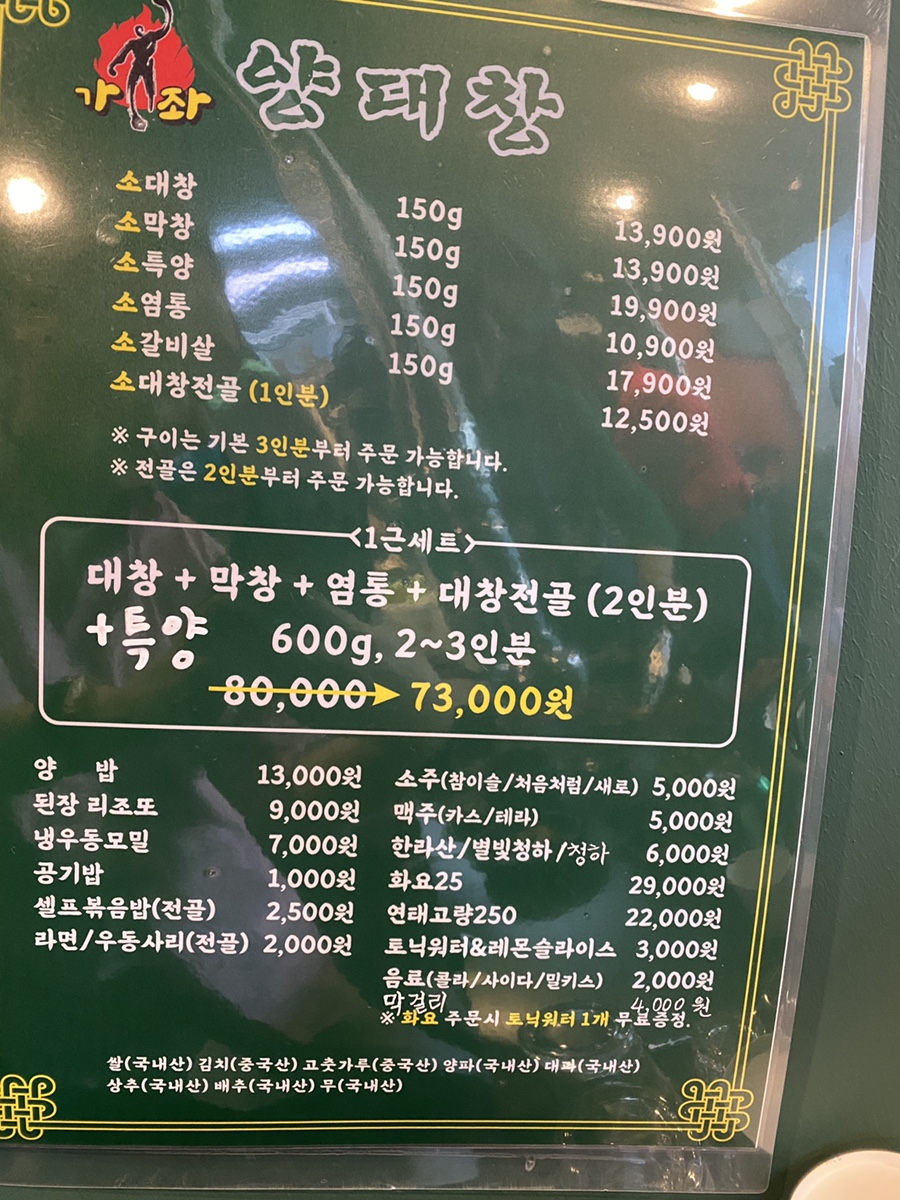 가좌 양대창
소대창 150g 13,900원
소막창 150g 13,900원
소특양 150g 19,900원
소염통 150g 10,900원
소갈비살 150g 17,900원
소대창전골 (1인분) 12,500원
※ 구이는 기본 3인분부터 주문 가능합니다.
※ 전골은 2인분부터 주문 가능합니다.
<1근세트>
대창 + 막창 + 염통 + 대창전골 (2인분)
+특양 600g, 2~3인분
80,000 73,000원
양 밥 13,000원
된장 리조또 9,000원
냉우동모밀 7,000원
공기밥 1,000원
셀프볶음밥(전골) 2,500원
라면/우동사리(전골) 2,000원
소주(참이슬/처음처럼/새로) 5,000원
맥주(카스/테라) 5,000원
한라산/별빛청하/청하 6,000원
화요25 29,000원
연태고량250 22,000원
토닉워터&레몬슬라이스 3,000원
음료(콜라/사이다/밀키스) 2,000원
막걸리 4,000원
※ 화요 주문시 토닉워터 1개 무료증정.
쌀(국내산) 김치(중국산) 고춧가루(중국산) 양파(국내산) 대파(국내산)
상추(국내산) 배추(국내산) 무(국내산)